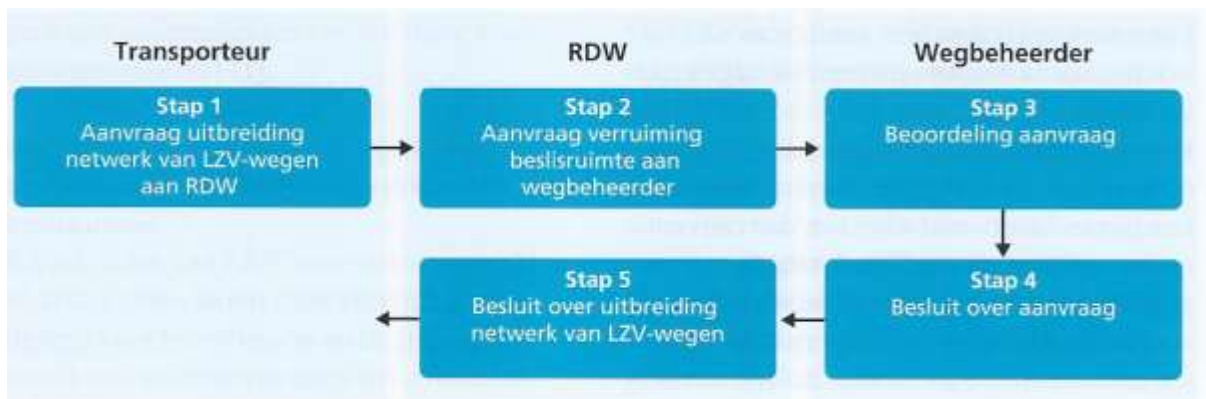 Transporteur
RDW
Wegbeheerder
Stap 1
Aanvraag uitbreiding
netwerk van LZV-wegen
aan RDW
Stap 2
Aanvraag verruiming
beslisruimte aan
wegbeheerder
Stap 3
Beoordeling aanvraag
Stap 4
Besluit over aanvraag
Stap 5
Besluit over uitbreiding
netwerk van LZV-wegen